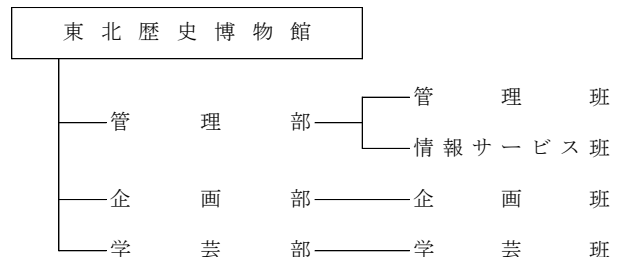 東北歴史博物館
管理班
管理部
情報サービス班
企画部 企画班
学芸部 学芸班